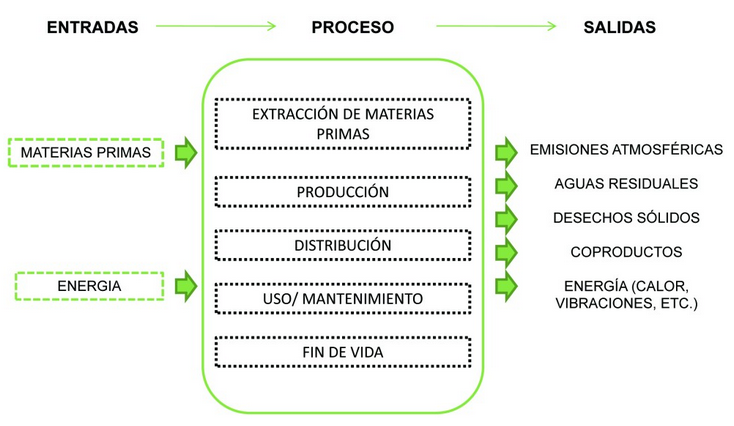 ENTRADAS
PROCESO
SALIDAS
MATERIAS PRIMAS
ENERGIA
EXTRACCIÓN DE MATERIAS
PRIMAS
PRODUCCIÓN
DISTRIBUCIÓN
USO/ MANTENIMIENTO
FIN DE VIDA
EMISIONES ATMOSFÉRICAS
AGUAS RESIDUALES
DESECHOS SÓLIDOS
COPRODUCTOS
ENERGÍA (CALOR,
VIBRACIONES, ETC.)